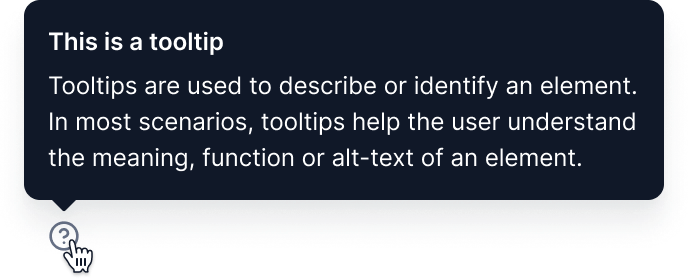 This is a tooltip
Tooltips are used to describe or identify an element.
In most scenarios, tooltips help the user understand
the meaning, function or alt-text of an element.
?